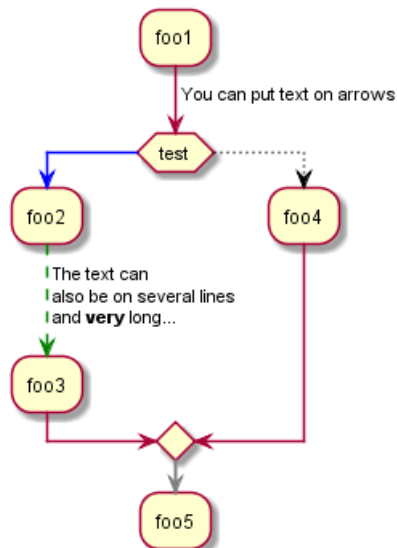 foo1
You can put text on arrows
test
foo2
foo4
The text can
also be on several lines
and very long...
foo3
foo5